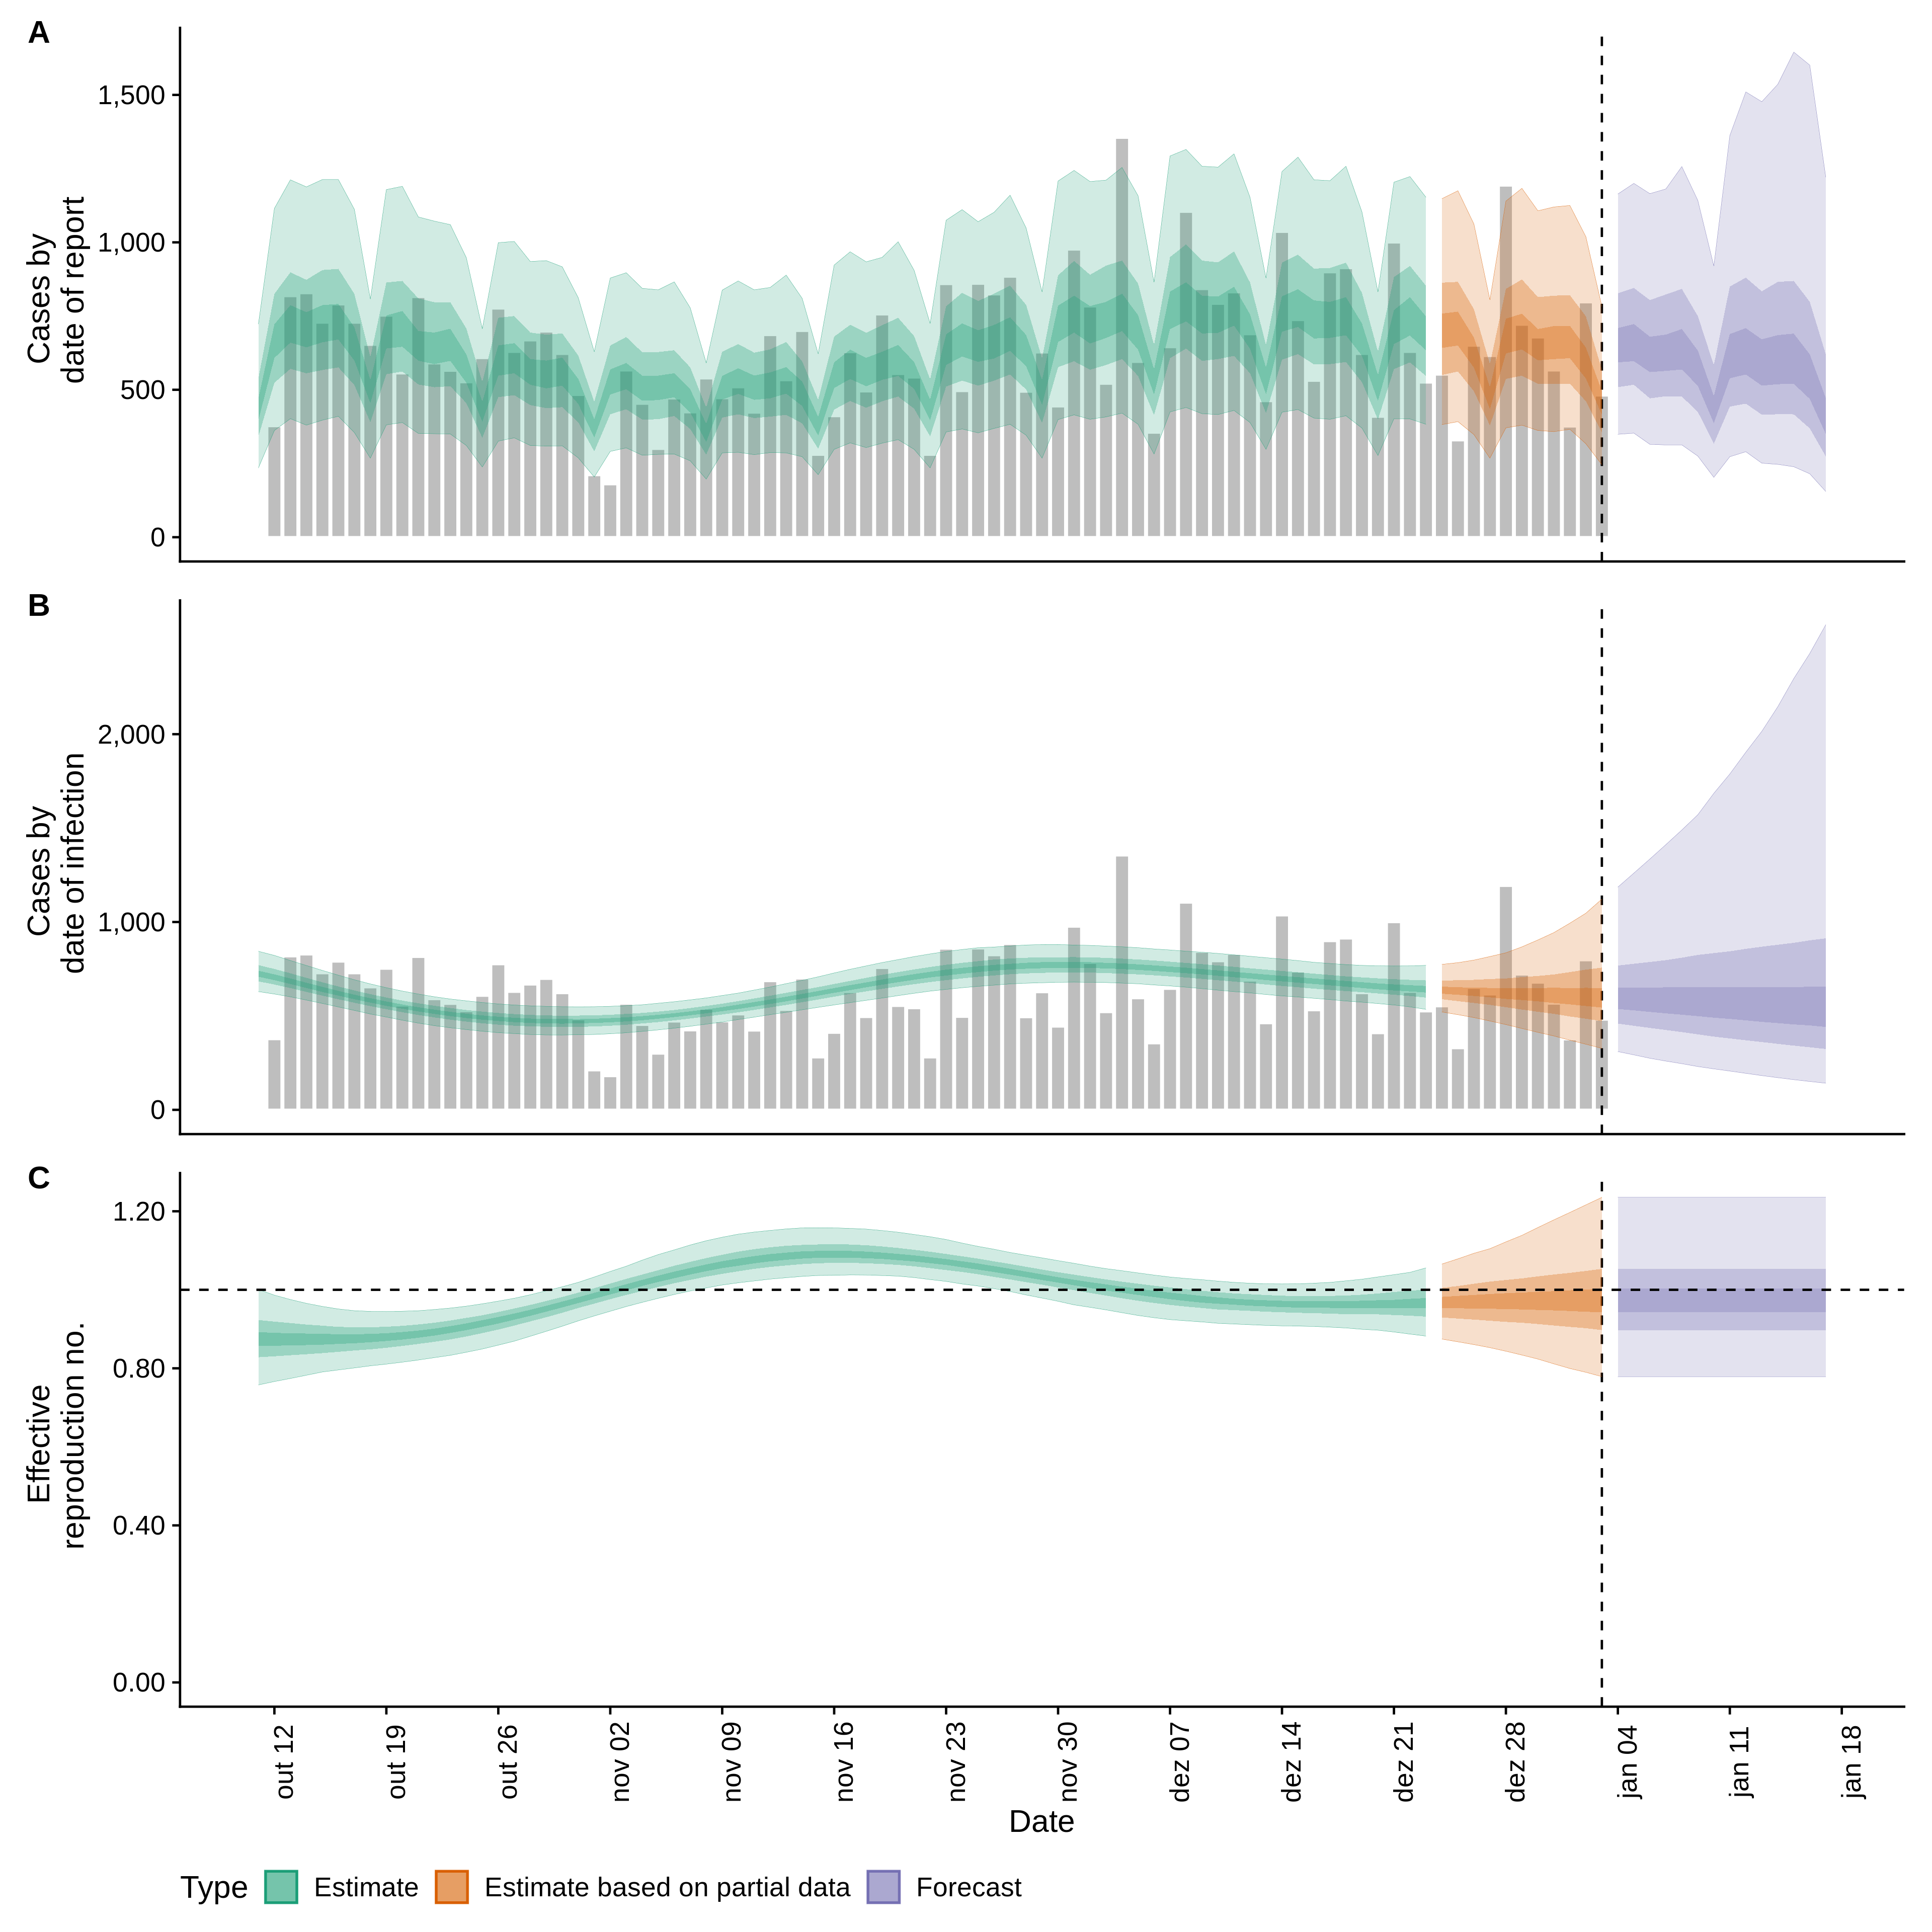 A
1,500
1,000
500
0
Cases by
date of report
B
2,000
1,000
0
Cases by
date of infection
C
1.20
0.80
0.40
0.00
Effective
reproduction no.
out 12
out 19
out 26
nov 02
nov 09
nov 16
nov 23
nov 30
dez 07
dez 14
dez 21
dez 28
jan 04
jan 11
jan 18
Date
Type Estimate Estimate based on partial data Forecast